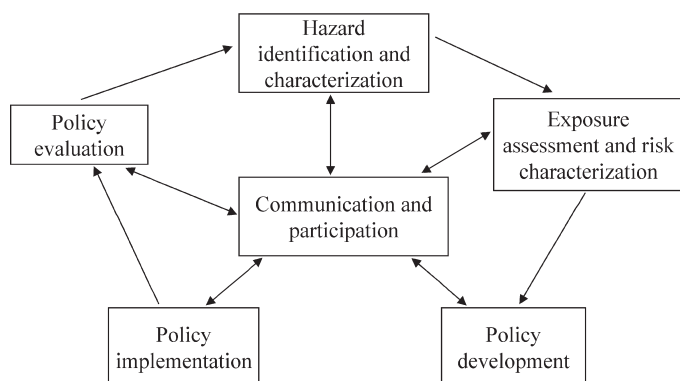 Hazard
identification and
characterization
Exposure
assessment and risk
characterization
Policy
evaluation
Communication and
participation
Policy
implementation
Policy
development